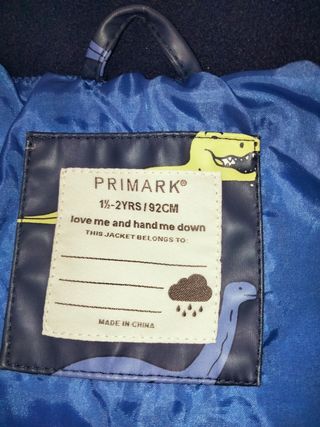 PRIMARK®
1½-2YRS / 92CM
love me and hand me down
THIS JACKET BELONGS TO:
MADE IN CHINA